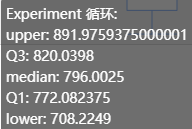 Experiment 循环:
upper: 891.9759375000001
Q3: 820.0398
median: 796.0025
Q1: 772.082375
lower: 708.2249